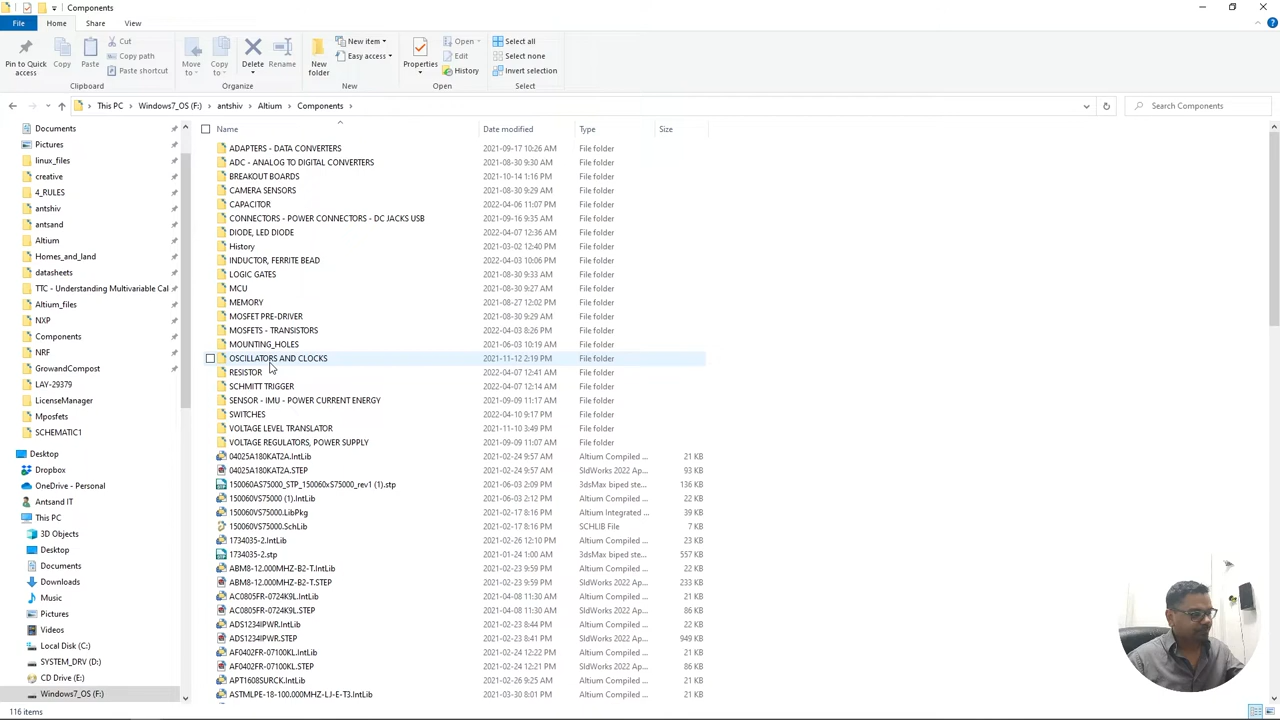 Components
File
Home
Share
View
Pin to Quick access
Copy
Paste
Cut
Copy path
Paste shortcut
Clipboard
Move to
Copy to
Delete
Rename
Organize
New folder
New item
Easy access
New
Properties
Open
Edit
History
Open
Select all
Select none
Invert selection
Select
This PC
Windows7_OS (F:)
antshiv
Altium
Components
Search Components
Documents
Pictures
linux_files
creative
4_RULES
antshiv
antsand
Altium
Homes_and_land
datasheets
TTC - Understanding Multivariable Cal
Altium_files
NXP
Components
NRF
GrowandCompost
LAY-29379
LicenseManager
Mposfets
SCHEMATIC1
Desktop
Dropbox
OneDrive - Personal
Antsand IT
This PC
3D Objects
Desktop
Documents
Downloads
Music
Pictures
Videos
Local Disk (C:)
SYSTEM_DRV (D:)
CD Drive (E:)
Windows7_OS (F:)
Name Date modified Type Size
ADAPTERS - DATA CONVERTERS 2021-09-17 10:26 AM File folder
ADC - ANALOG TO DIGITAL CONVERTERS 2021-08-30 9:30 AM File folder
BREAKOUT BOARDS 2021-10-14 1:16 PM File folder
CAMERA SENSORS 2021-08-30 9:29 AM File folder
CAPACITOR 2022-04-06 11:07 PM File folder
CONNECTORS - POWER CONNECTORS - DC JACKS USB 2021-09-16 9:35 AM File folder
DIODE, LED DIODE 2022-04-07 12:36 AM File folder
History 2021-03-02 12:40 PM File folder
INDUCTOR, FERRITE BEAD 2022-04-03 10:06 PM File folder
LOGIC GATES 2021-08-30 9:33 AM File folder
MCU 2021-08-30 9:29 AM File folder
MEMORY 2021-08-27 12:02 PM File folder
MOSFET PRE-DRIVER 2021-08-30 9:29 AM File folder
MOSFETS - TRANSISTORS 2022-04-03 8:26 PM File folder
MOUNTING_HOLES 2021-06-03 10:19 AM File folder
OSCILLATORS AND CLOCKS 2021-11-12 2:19 PM File folder
RESISTOR 2022-04-07 12:41 AM File folder
SCHMITT TRIGGER 2022-04-07 12:14 AM File folder
SENSOR - IMU - POWER CURRENT ENERGY 2021-09-09 11:17 AM File folder
SWITCHES 2022-04-10 9:17 PM File folder
VOLTAGE LEVEL TRANSLATOR 2021-11-10 3:49 PM File folder
VOLTAGE REGULATORS, POWER SUPPLY 2021-09-09 11:07 AM File folder
04025A180KAT2A.IntLib 2021-02-24 9:57 AM Altium Compiled ... 21 KB
04025A180KAT2A.STEP 2021-02-24 9:57 AM SldWorks 2022 Ap... 93 KB
150060AS75000_STP_150060xS75000_rev1 (1).stp 2021-06-03 2:09 PM 3dsMax biped ste... 136 KB
150060VS75000 (1).IntLib 2021-06-03 2:12 PM Altium Compiled ... 22 KB
150060VS75000.LibPkg 2021-02-17 8:16 PM Altium Integrated ... 39 KB
150060VS75000.SchLib 2021-02-17 8:16 PM SCHLIB File 7 KB
1734035-2.IntLib 2021-02-26 12:10 PM Altium Compiled ... 23 KB
1734035-2.stp 2021-01-24 1:00 AM 3dsMax biped ste... 557 KB
ABM8-12.000MHZ-B2-T.IntLib 2021-02-23 9:59 PM Altium Compiled ... 22 KB
ABM8-12.000MHZ-B2-T.STEP 2021-02-23 9:59 PM SldWorks 2022 Ap... 233 KB
AC0805FR-0724K9L.IntLib 2021-04-08 11:30 AM Altium Compiled ... 21 KB
AC0805FR-0724K9L.STEP 2021-04-08 11:30 AM SldWorks 2022 Ap... 86 KB
ADS1234IPWR.IntLib 2021-02-23 8:44 PM Altium Compiled ... 22 KB
ADS1234IPWR.STEP 2021-02-23 8:41 PM SldWorks 2022 Ap... 949 KB
AF0402FR-07100KL.IntLib 2021-02-24 12:22 PM Altium Compiled ... 21 KB
AF0402FR-07100KL.STEP 2021-02-24 12:21 PM SldWorks 2022 Ap... 86 KB
APT1608SURCK.IntLib 2021-02-26 9:25 AM Altium Compiled ... 21 KB
ASTMLPE-18-100.000MHZ-LJ-E-T3.IntLib 2021-03-30 8:01 PM Altium Compiled ... 22 KB
116 items